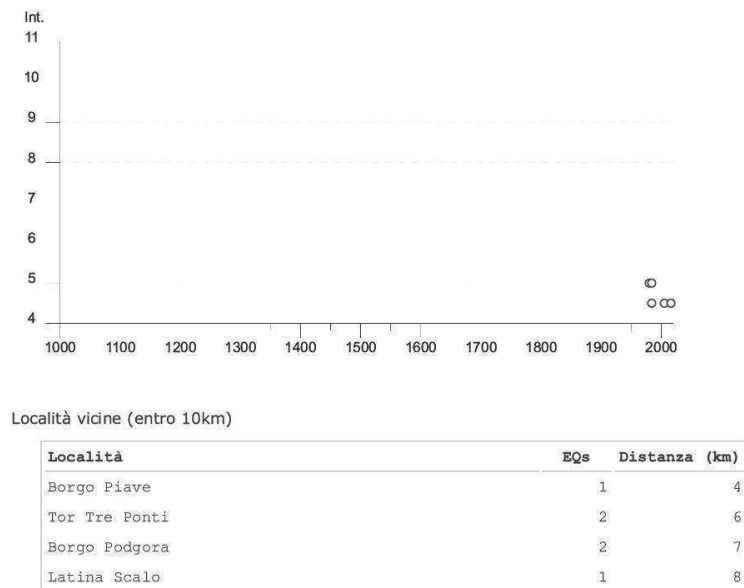 Int.
11
10
9
8
7
6
5
4
1000 1100 1200 1300 1400 1500 1600 1700 1800 1900 2000
Località vicine (entro 10km)
Località EQs Distanza (km)
Borgo Piave 1 4
Tor Tre Ponti 2 6
Borgo Podgora 2 7
Latina Scalo 1 8